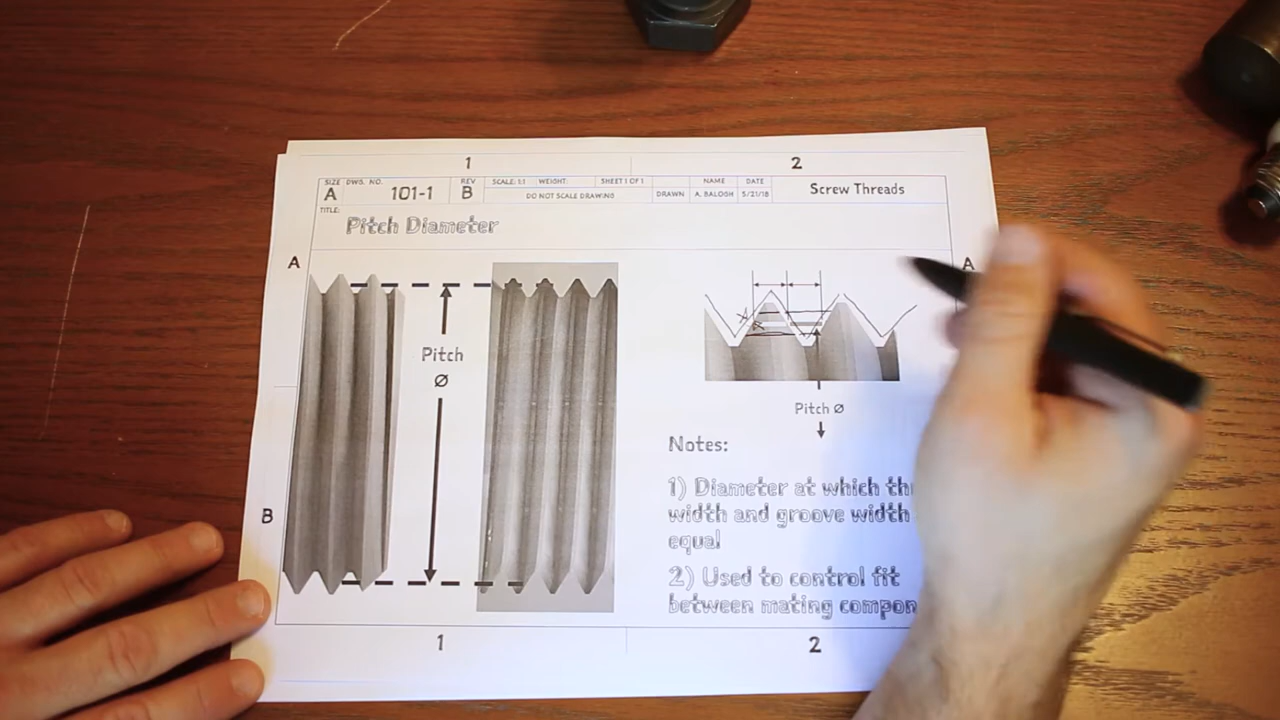 1 2
SIZE DWG. NO. REV SCALE: 1:1 WEIGHT: SHEET 1 OF 1 NAME DATE
A 101-1 B DO NOT SCALE DRAWING DRAWN A. BALOGH 5/21/18 Screw Threads
TITLE:
Pitch Diameter
A A
Pitch
Ø
Pitch Ø
Notes:
1) Diameter at which
width and groove width
equal
B
2) Used to control fit
between mating
1 2